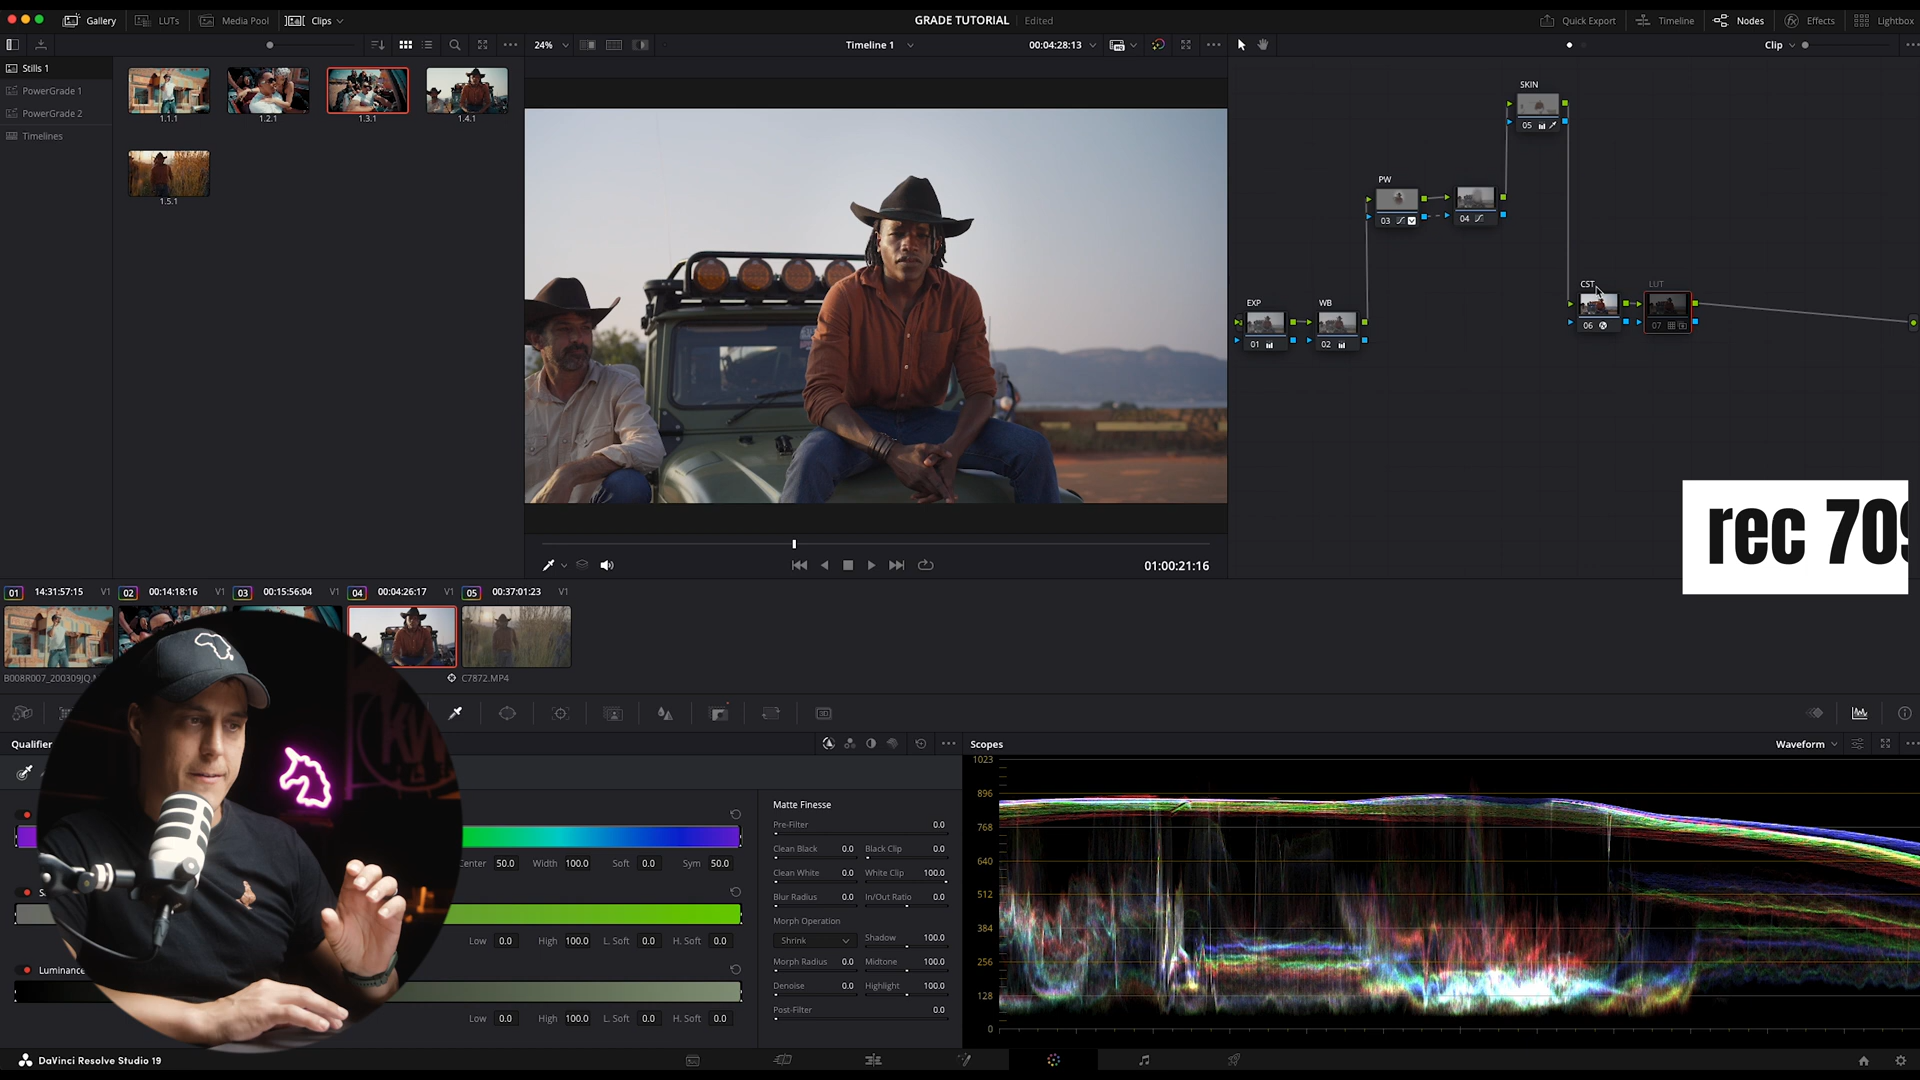 Gallery
LUTs
Media Pool
Clips
GRADE TUTORIAL
Edited
Quick Export
Timeline
Nodes
Effects
Lightbox
24%
Timeline 1
00:04:28:13
Clip
Stills 1
PowerGrade 1
PowerGrade 2
Timelines
1.1.1
1.2.1
1.3.1
1.4.1
1.5.1
SKIN
05
PW
03
04
EXP
01
WB
02
CST
06
LUT
07
rec 709
01:00:21:16
01 14:31:57:15 V1
02 00:14:18:16 V1
03 00:15:56:04 V1
04 00:04:26:17 V1
05 00:37:01:23 V1
C7872.MP4
Qualifier
Scopes
Waveform
Center 50.0 Width 100.0 Soft 0.0 Sym 50.0
Low 0.0 High 100.0 L. Soft 0.0 H. Soft 0.0
Luminance
Low 0.0 High 100.0 L. Soft 0.0 H. Soft 0.0
Matte Finesse
Pre-Filter 0.0
Clean Black 0.0 Black Clip 0.0
Clean White 0.0 White Clip 100.0
Blur Radius 0.0 In/Out Ratio 0.0
Morph Operation
Shrink
Shadow 100.0
Morph Radius 0.0 Midtone 100.0
Denoise 0.0 Highlight 100.0
Post-Filter 0.0
1023
896
768
640
512
384
256
128
0
DaVinci Resolve Studio 19